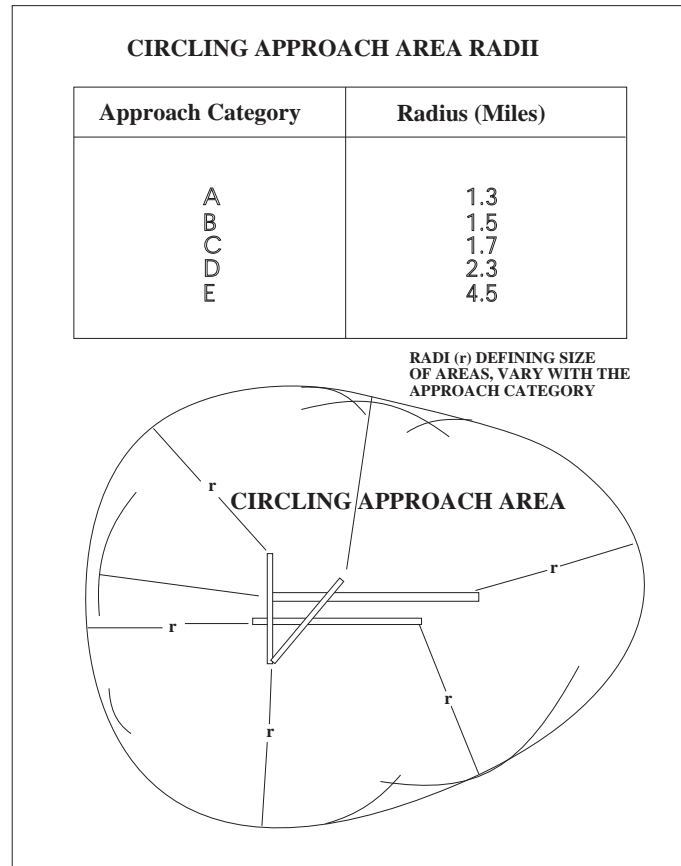 CIRCLING APPROACH AREA RADII
Approach Category Radius (Miles)
A 1.3
B 1.5
C 1.7
D 2.3
E 4.5
RADI (r) DEFINING SIZE
OF AREAS, VARY WITH THE
APPROACH CATEGORY
r
CIRCLING APPROACH AREA
r
r
r
r